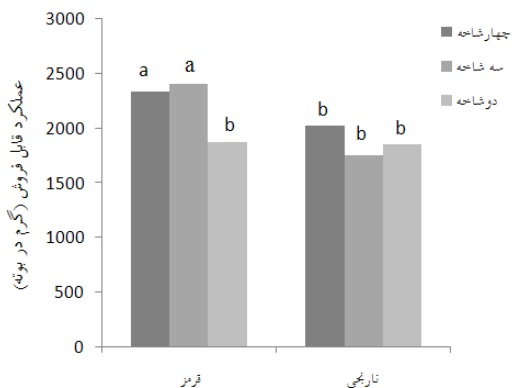 3000
2500
2000
1500
1000
500
0
عملکرد قابل فروش (گرم در بوته)
a
a
b
b
b
b
قرمز
نارنجی
چهارشاخه
سه شاخه
دوشاخه